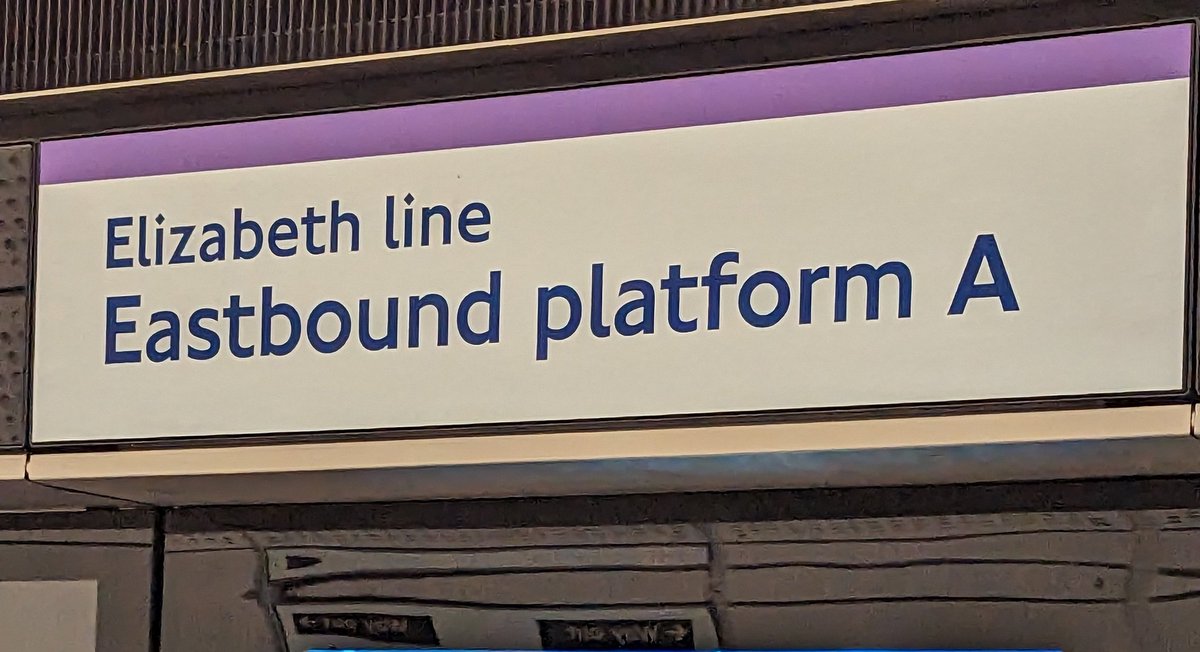 Elizabeth line
Eastbound platform A